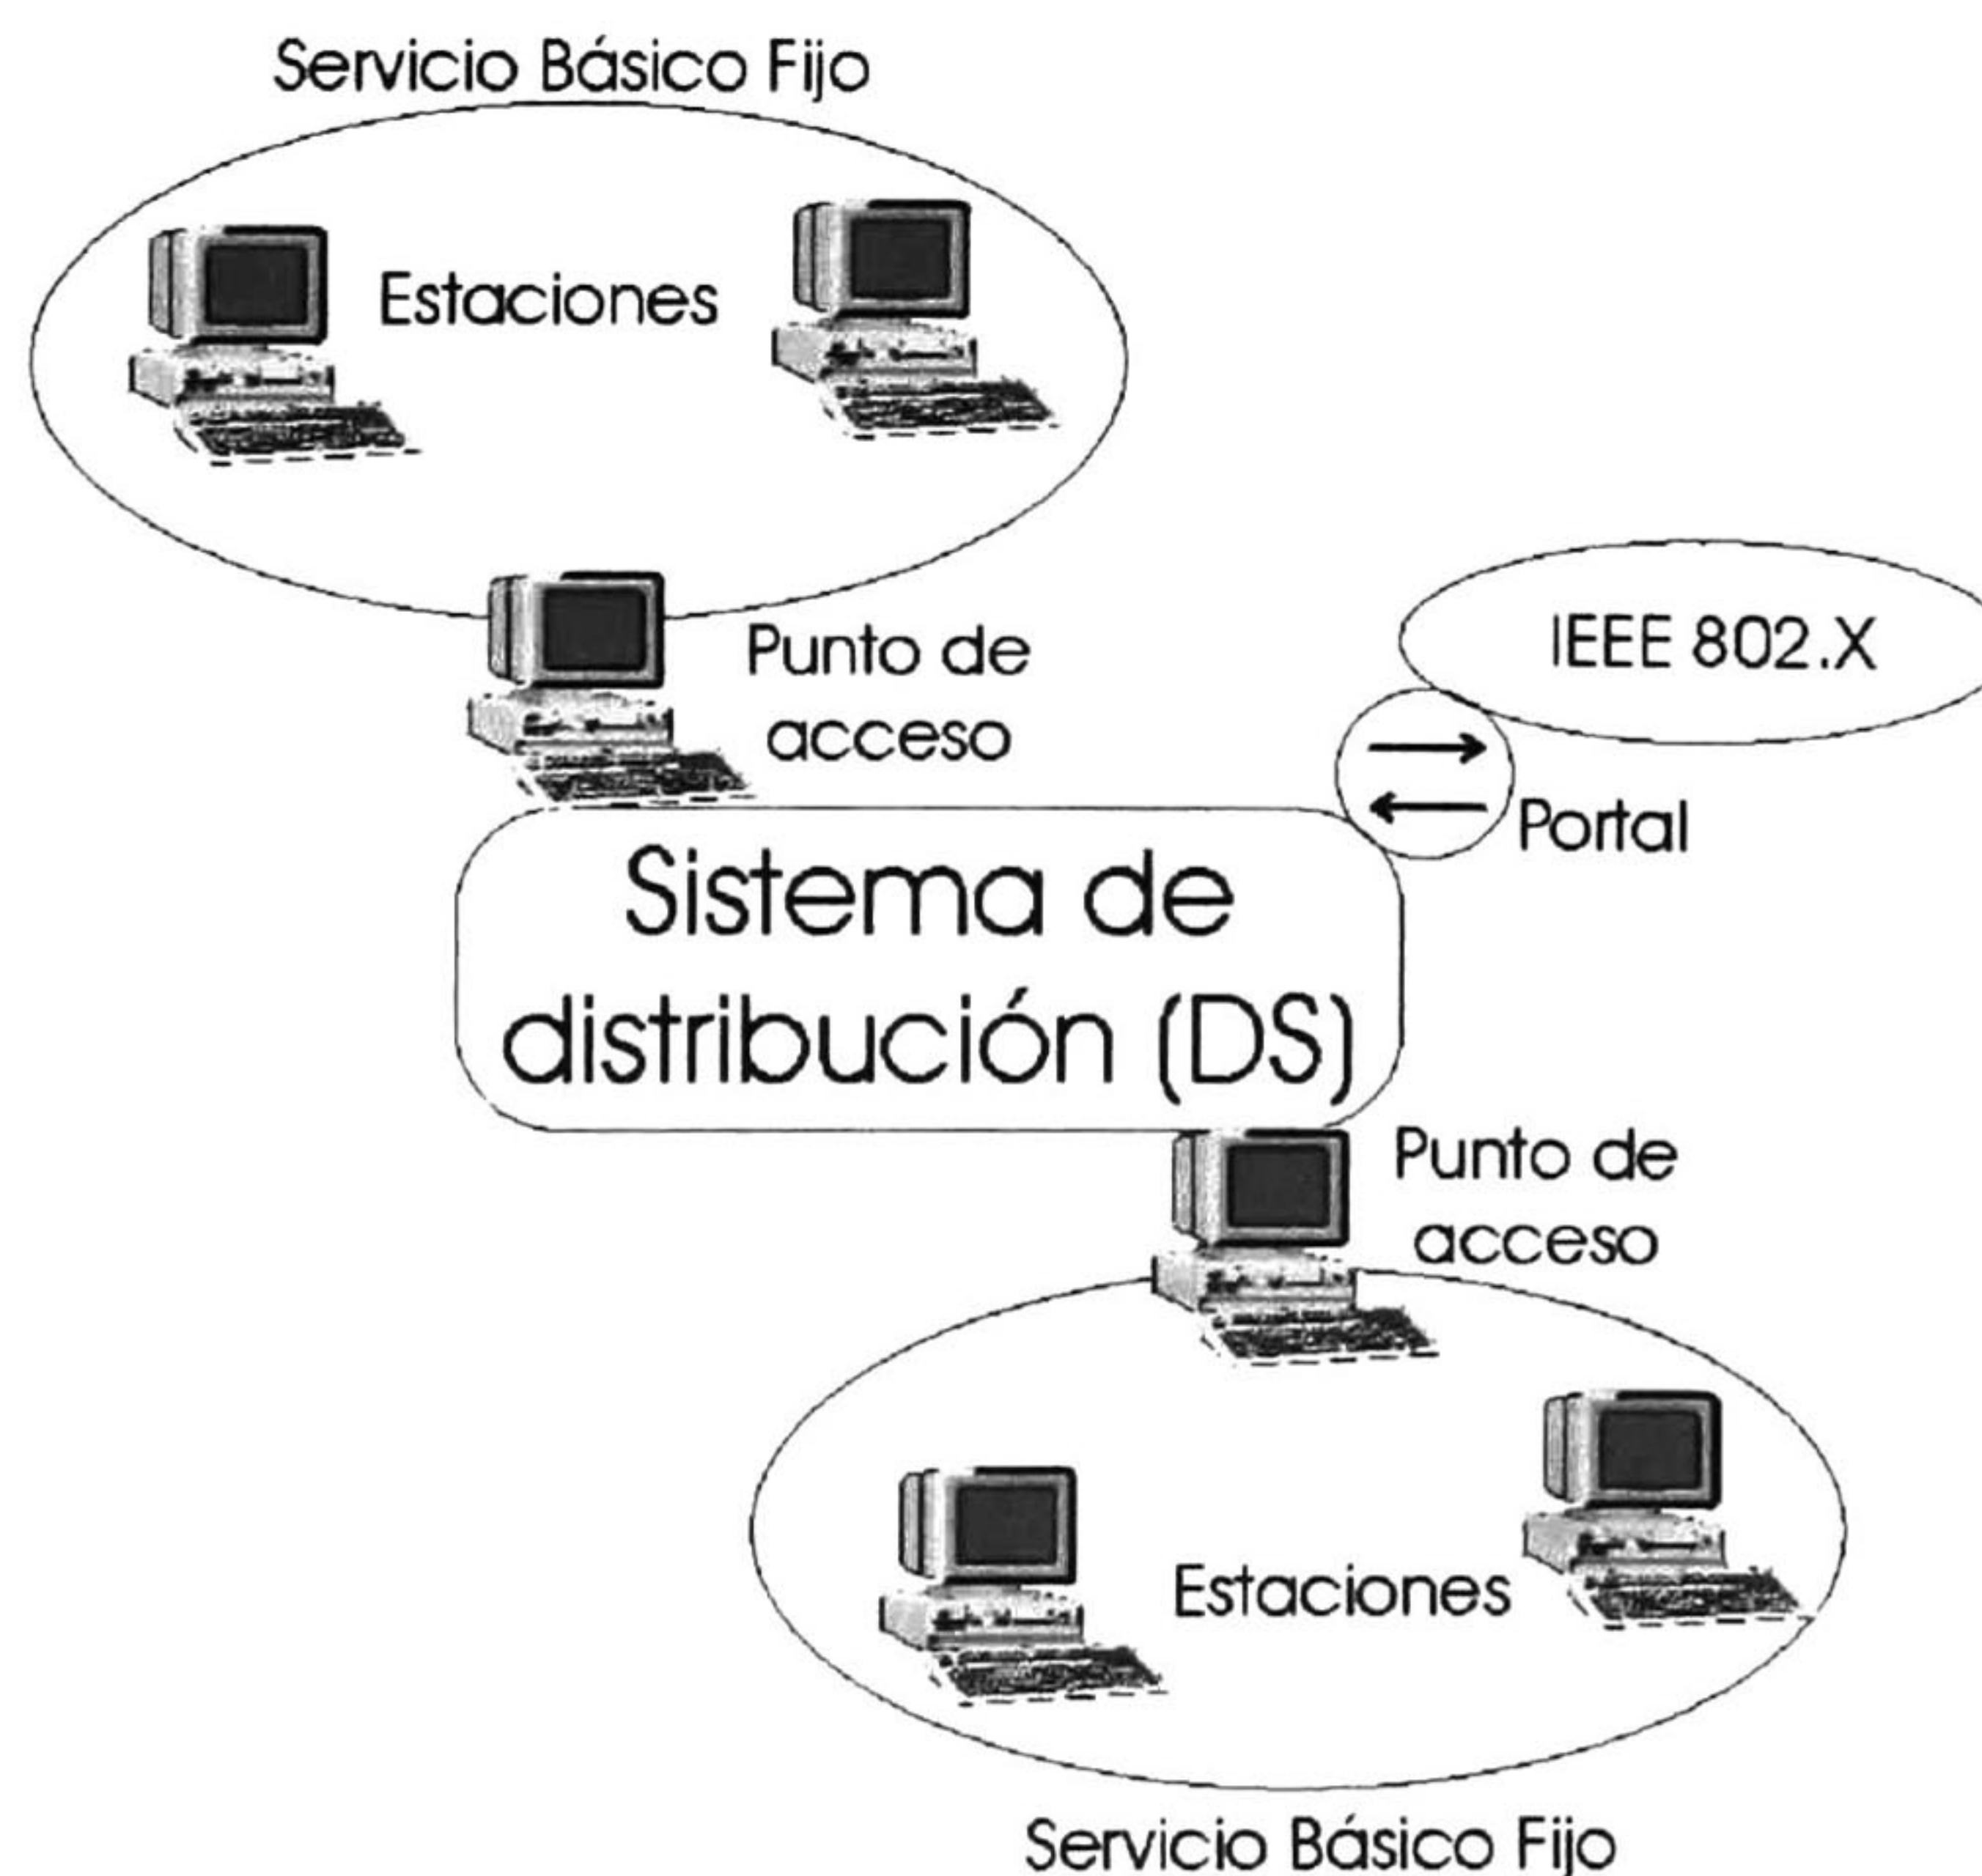 Servicio Básico Fijo
Estaciones
Punto de
acceso
IEEE 802.X
Portal
Sistema de
distribución (DS)
Punto de
acceso
Estaciones
Servicio Básico Fijo